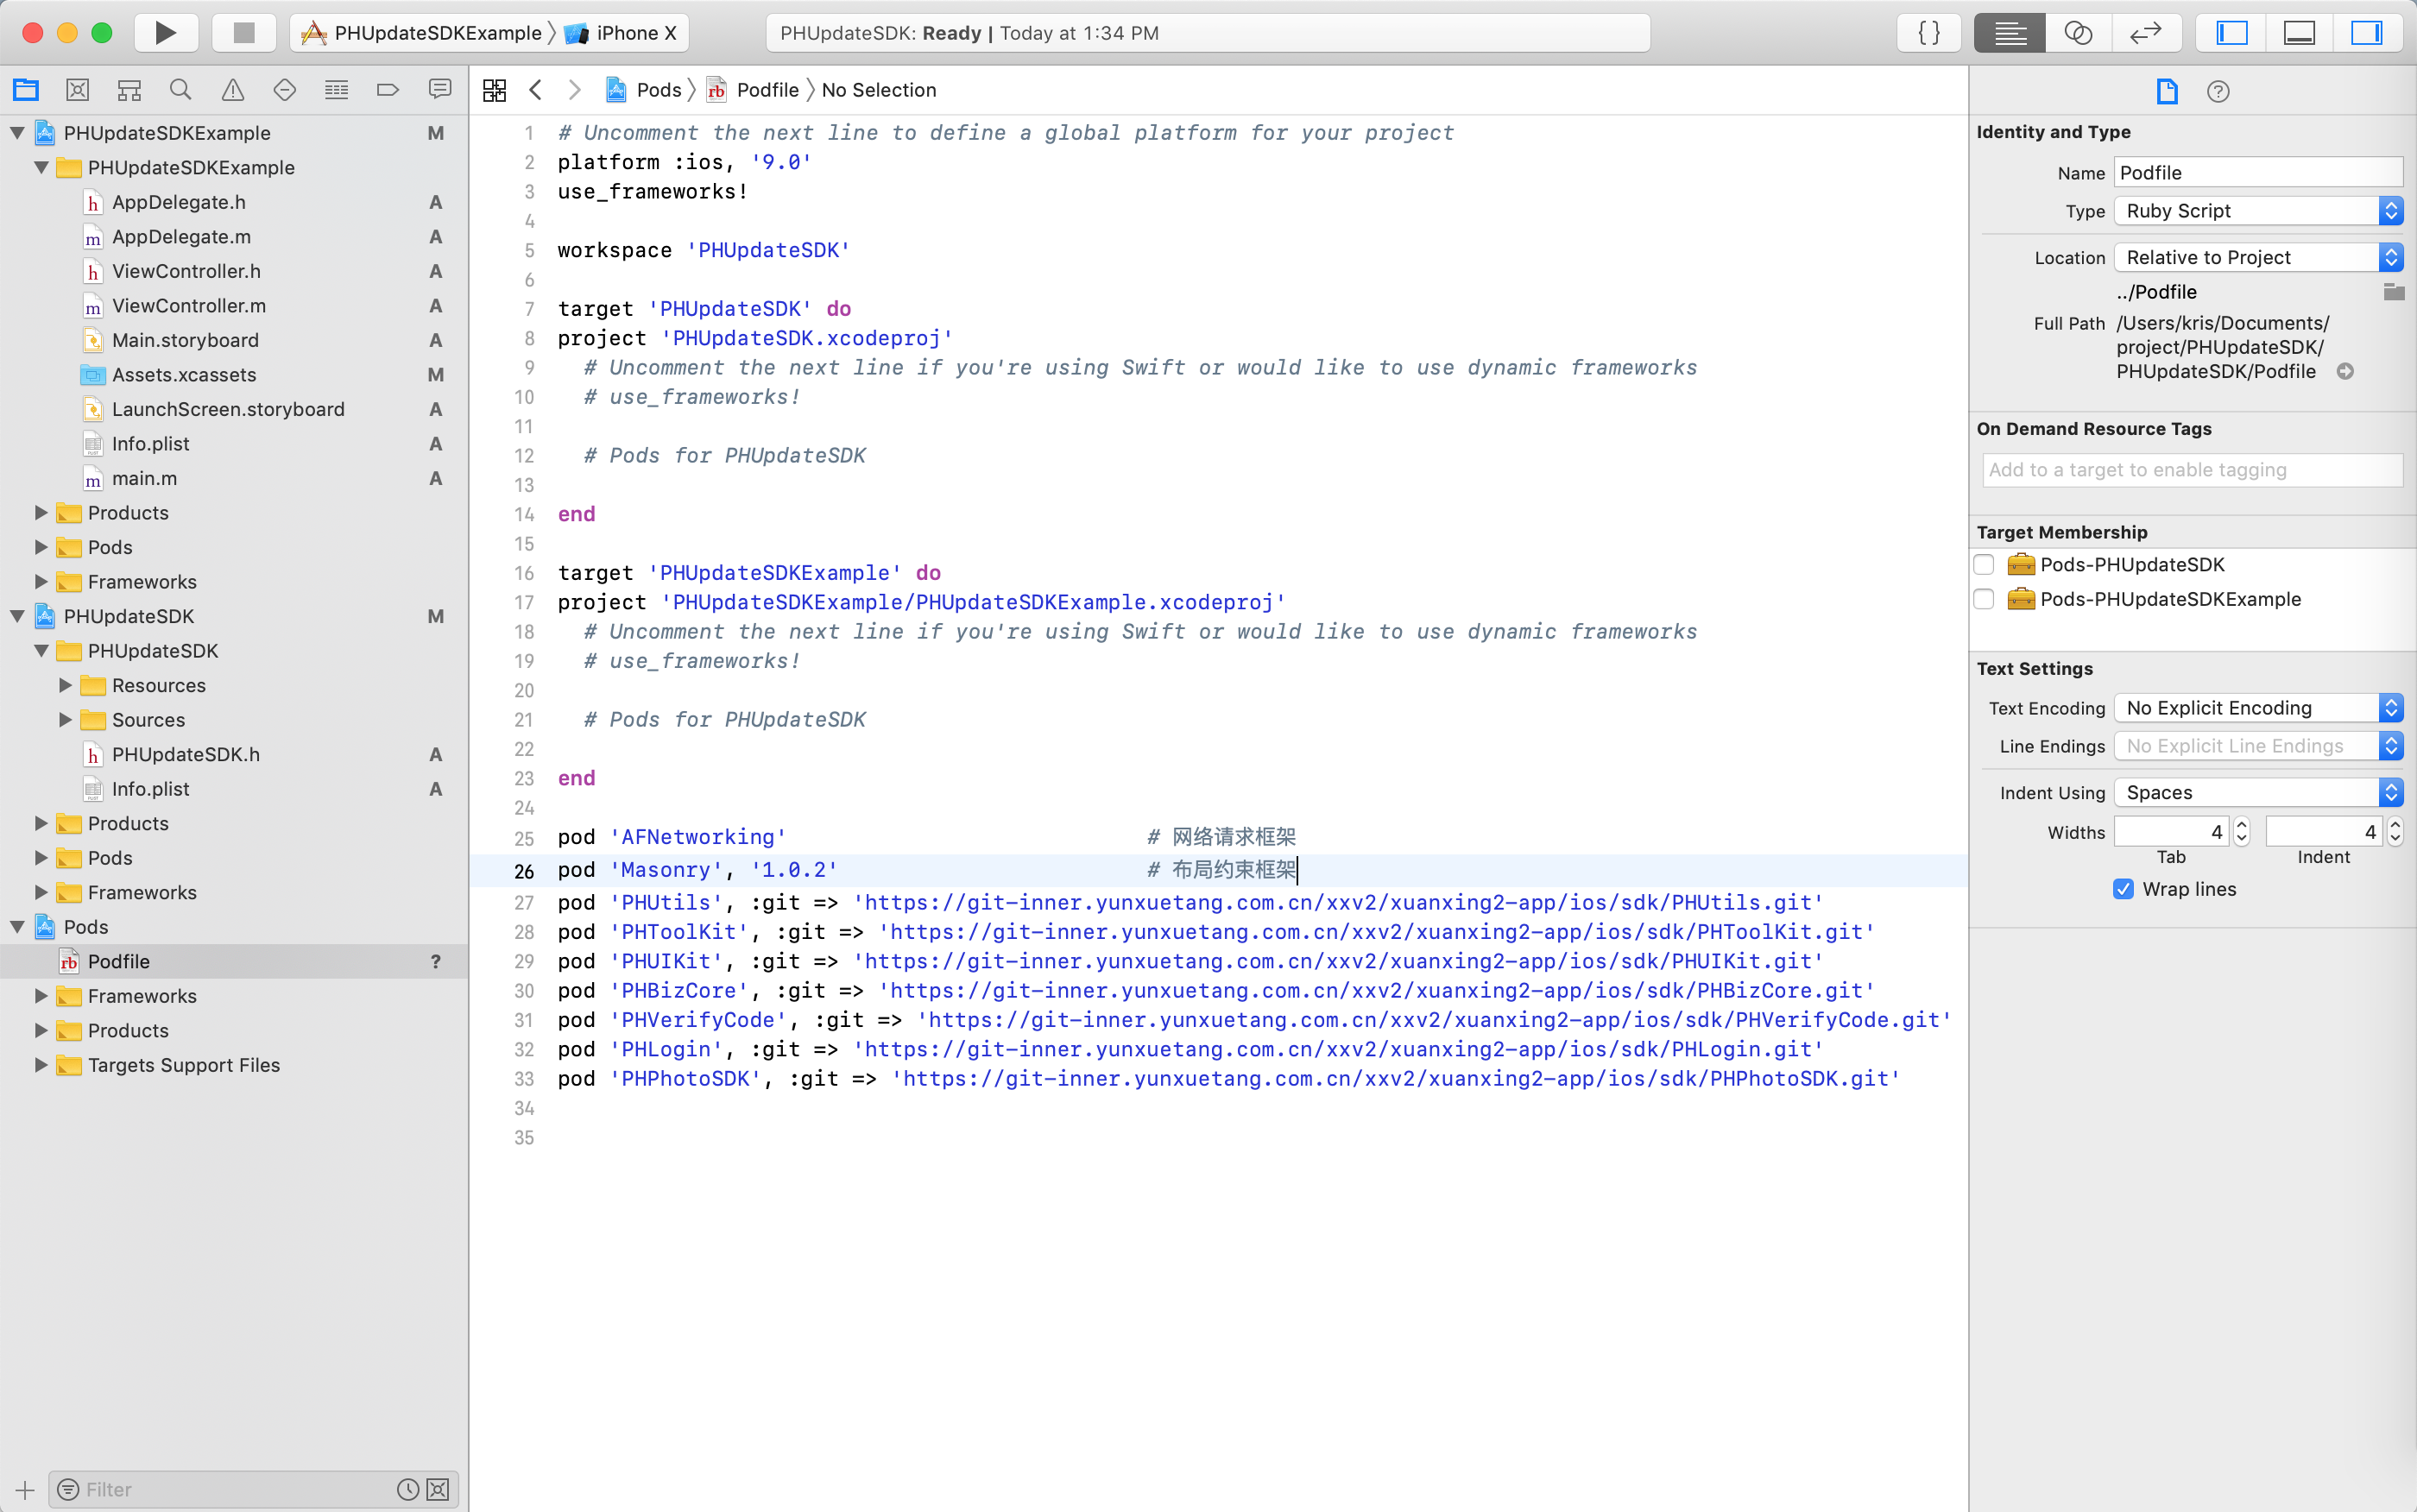 PHUpdateSDKExample
iPhone X
PHUpdateSDK: Ready | Today at 1:34 PM
{}
PHUpdateSDKExample M
PHUpdateSDKExample
AppDelegate.h A
AppDelegate.m A
ViewController.h A
ViewController.m A
Main.storyboard A
Assets.xcassets M
LaunchScreen.storyboard A
Info.plist A
main.m A
Products
Pods
Frameworks
PHUpdateSDK M
PHUpdateSDK
Resources
Sources
PHUpdateSDK.h A
Info.plist A
Products
Pods
Frameworks
Pods
Podfile ?
Frameworks
Products
Targets Support Files
Filter
Pods
Podfile
No Selection
1 # Uncomment the next line to define a global platform for your project
2 platform :ios, '9.0'
3 use_frameworks!
4
5 workspace 'PHUpdateSDK'
6
7 target 'PHUpdateSDK' do
8 project 'PHUpdateSDK.xcodeproj'
9 # Uncomment the next line if you're using Swift or would like to use dynamic frameworks
10 # use_frameworks!
11
12 # Pods for PHUpdateSDK
13
14 end
15
16 target 'PHUpdateSDKExample' do
17 project 'PHUpdateSDKExample/PHUpdateSDKExample.xcodeproj'
18 # Uncomment the next line if you're using Swift or would like to use dynamic frameworks
19 # use_frameworks!
20
21 # Pods for PHUpdateSDK
22
23 end
24
25 pod 'AFNetworking' # 网络请求框架
26 pod 'Masonry', '1.0.2' # 布局约束框架
27 pod 'PHUtils', :git => 'https://git-inner.yunxuetang.com.cn/xxv2/xuanxing2-app/ios/sdk/PHUtils.git'
28 pod 'PHToolKit', :git => 'https://git-inner.yunxuetang.com.cn/xxv2/xuanxing2-app/ios/sdk/PHToolKit.git'
29 pod 'PHUIKit', :git => 'https://git-inner.yunxuetang.com.cn/xxv2/xuanxing2-app/ios/sdk/PHUIKit.git'
30 pod 'PHBizCore', :git => 'https://git-inner.yunxuetang.com.cn/xxv2/xuanxing2-app/ios/sdk/PHBizCore.git'
31 pod 'PHVerifyCode', :git => 'https://git-inner.yunxuetang.com.cn/xxv2/xuanxing2-app/ios/sdk/PHVerifyCode.git'
32 pod 'PHLogin', :git => 'https://git-inner.yunxuetang.com.cn/xxv2/xuanxing2-app/ios/sdk/PHLogin.git'
33 pod 'PHPhotoSDK', :git => 'https://git-inner.yunxuetang.com.cn/xxv2/xuanxing2-app/ios/sdk/PHPhotoSDK.git'
34
35
Identity and Type
Name Podfile
Type Ruby Script
Location Relative to Project
../Podfile
Full Path /Users/kris/Documents/
project/PHUpdateSDK/
PHUpdateSDK/Podfile
On Demand Resource Tags
Add to a target to enable tagging
Target Membership
Pods-PHUpdateSDK
Pods-PHUpdateSDKExample
Text Settings
Text Encoding No Explicit Encoding
Line Endings No Explicit Line Endings
Indent Using Spaces
Widths 4 4
Tab Indent
Wrap lines